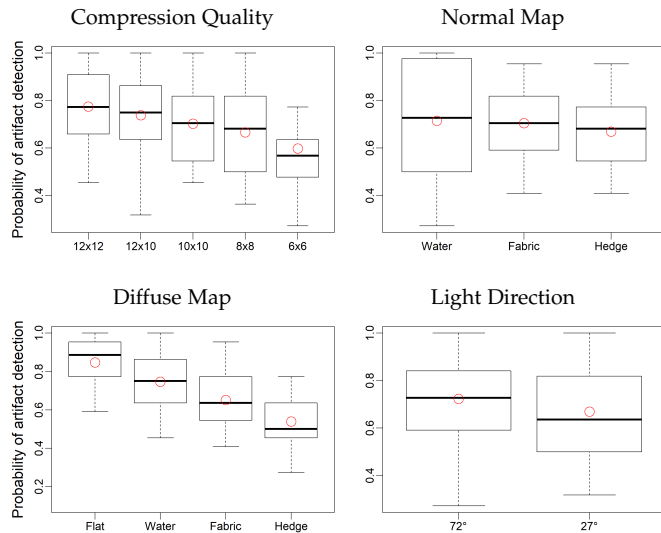 Compression Quality
Normal Map
Probability of artifact detection
1.0
0.8
0.6
0.4
12x12 12x10 10x10 8x8 6x6
1.0
0.8
0.6
0.4
Water Fabric Hedge
Diffuse Map
Light Direction
Probability of artifact detection
1.0
0.8
0.6
0.4
0.2
Flat Water Fabric Hedge
1.0
0.8
0.6
0.4
72° 27°